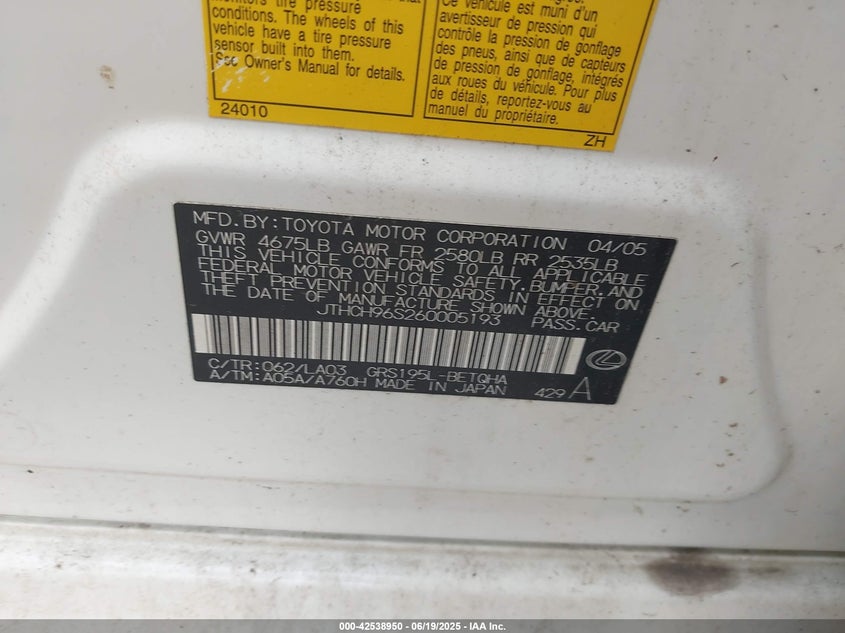 monitors tire pressure
conditions. The wheels of this
vehicle have a tire pressure
sensor built into them.
See Owner's Manual for details.
24010
Ce véhicule est muni d'un
avertisseur de pression qui
contrôle la pression de gonflage
des pneus, ainsi que de capteurs
de pression de gonflage, intégrés
aux roues du véhicule. Pour plus
de détails, reportez-vous au
manuel du propriétaire.
ZH
MFD. BY: TOYOTA MOTOR CORPORATION 04/05
GVWR 4675LB GAWR FR 2580LB RR 2535LB
THIS VEHICLE CONFORMS TO ALL APPLICABLE
FEDERAL MOTOR VEHICLE SAFETY, BUMPER, AND
THEFT PREVENTION STANDARDS IN EFFECT ON
THE DATE OF MANUFACTURE SHOWN ABOVE.
JTHCH96S260005193 PASS. CAR
C/TR: 062/LA03 GRS195L-BETQHA
A/TM: A05A/A760H MADE IN JAPAN 429 A
000-42538950 - 06/19/2025 - IAA Inc.